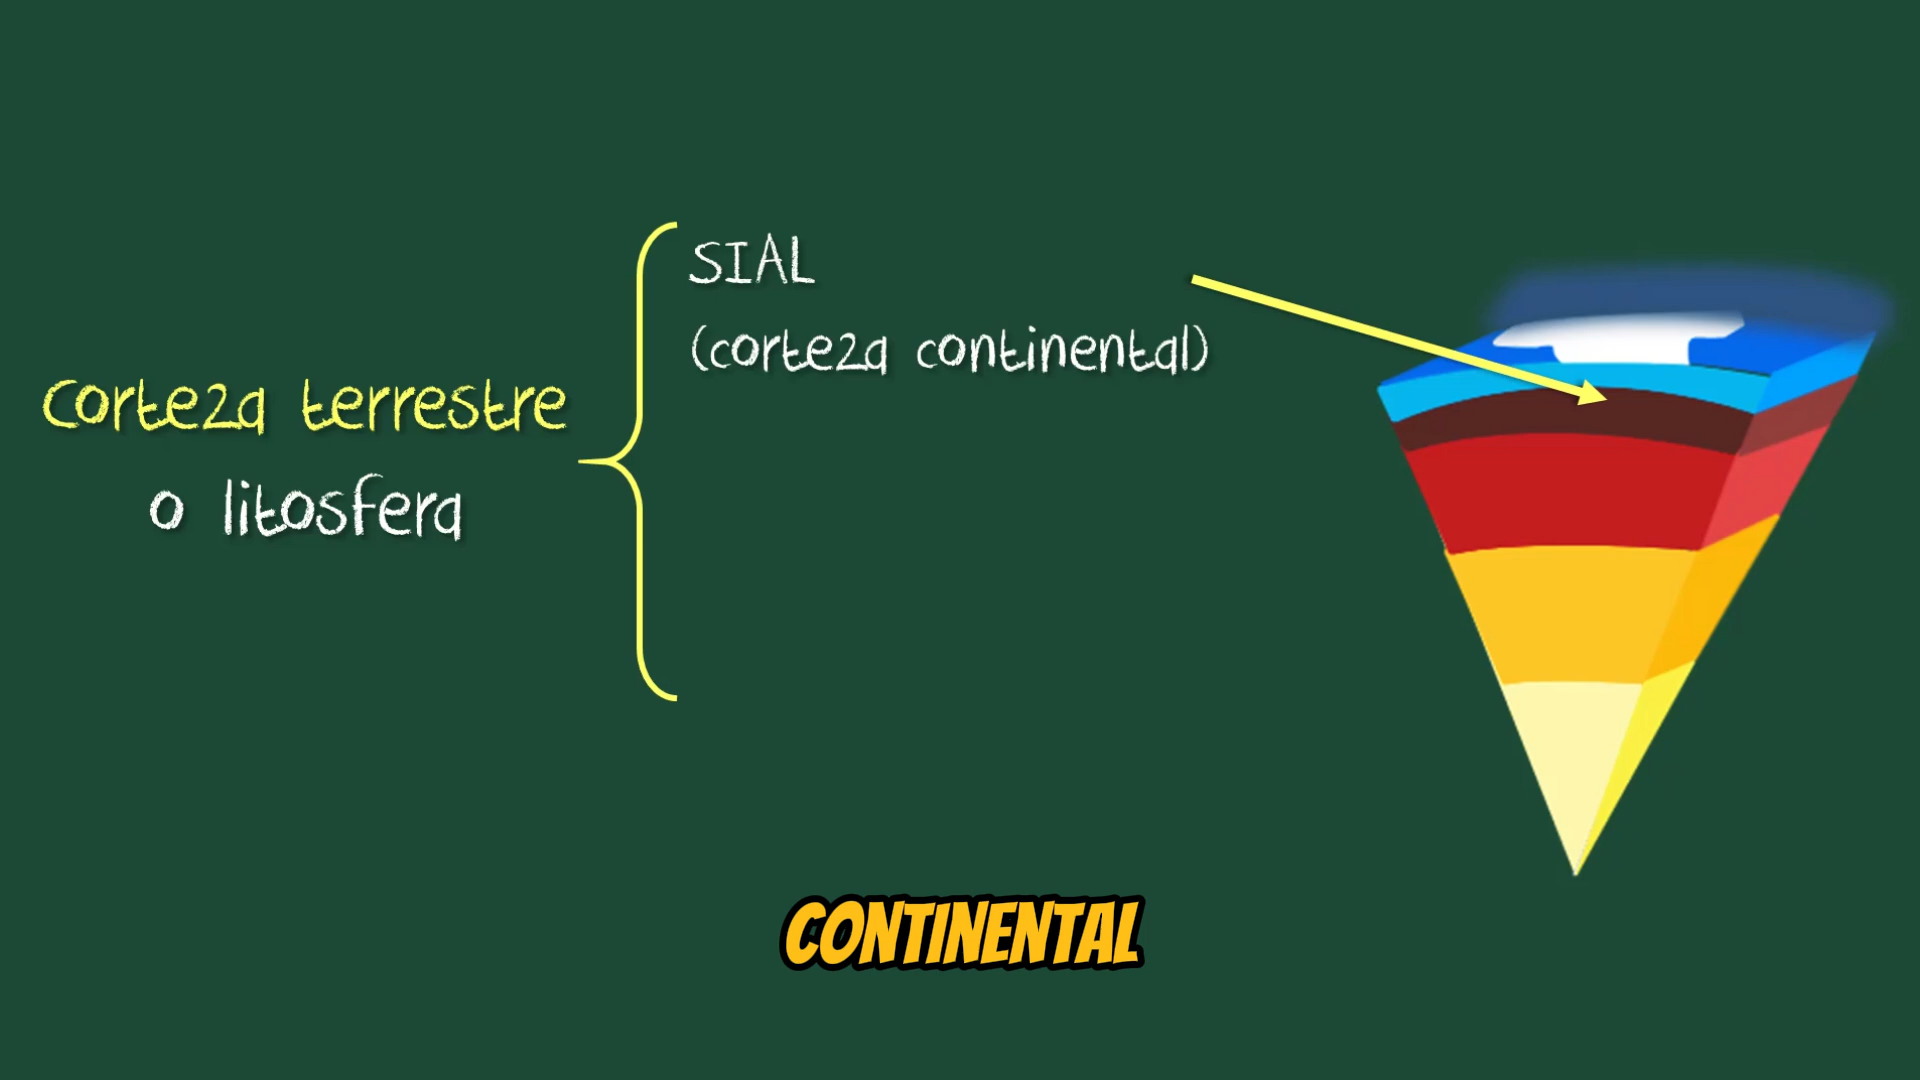 Corteza terrestre
o litosfera
SIAL
(corteza continental)
CONTINENTAL